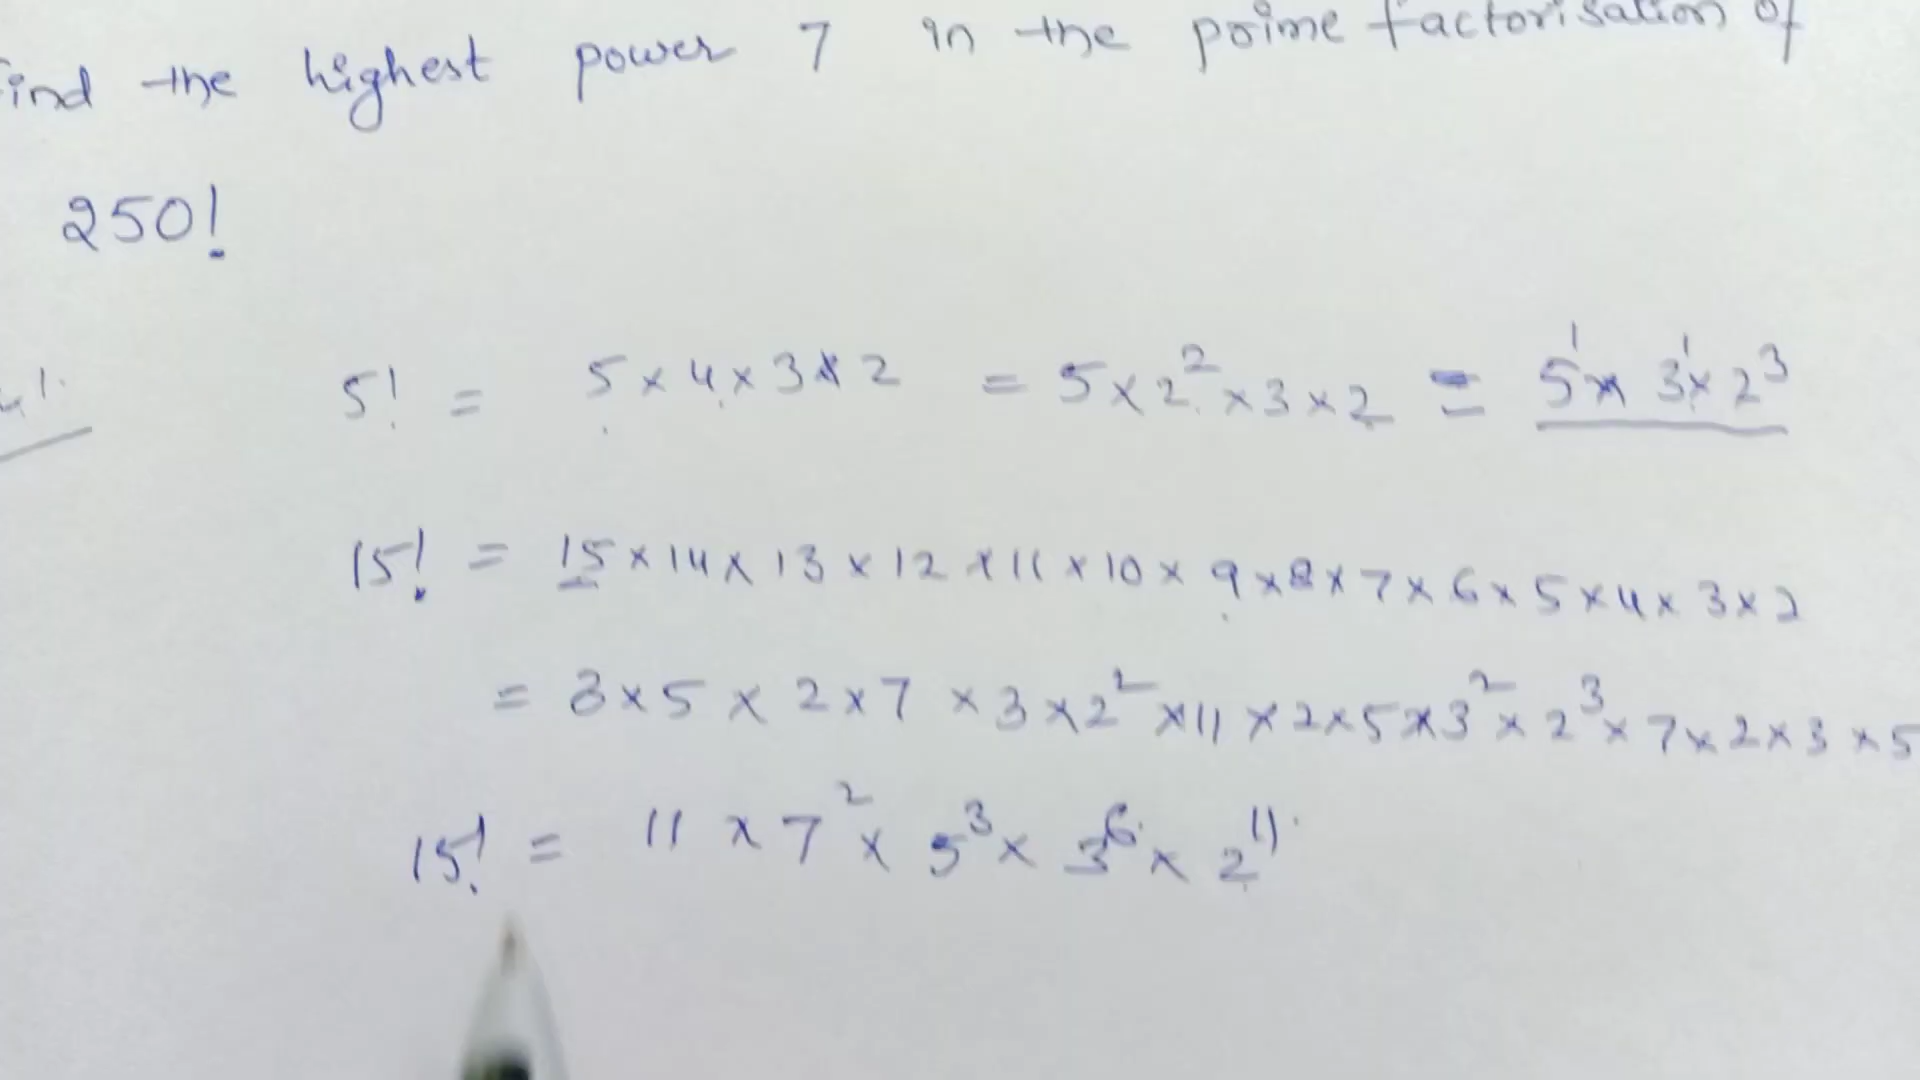 find the highest power 7 in the prime factorisation of
250!
5! = 5 × 4 × 3 × 2 = 5 × 2² × 3 × 2 = 5¹ × 3¹ × 2³
15! = 15 × 14 × 13 × 12 × 11 × 10 × 9 × 8 × 7 × 6 × 5 × 4 × 3 × 2
= 3 × 5 × 2 × 7 × 3 × 2² × 11 × 2 × 5 × 3² × 2³ × 7 × 2 × 3 × 5
15! = 11 × 7² × 5³ × 3⁶ × 2¹¹